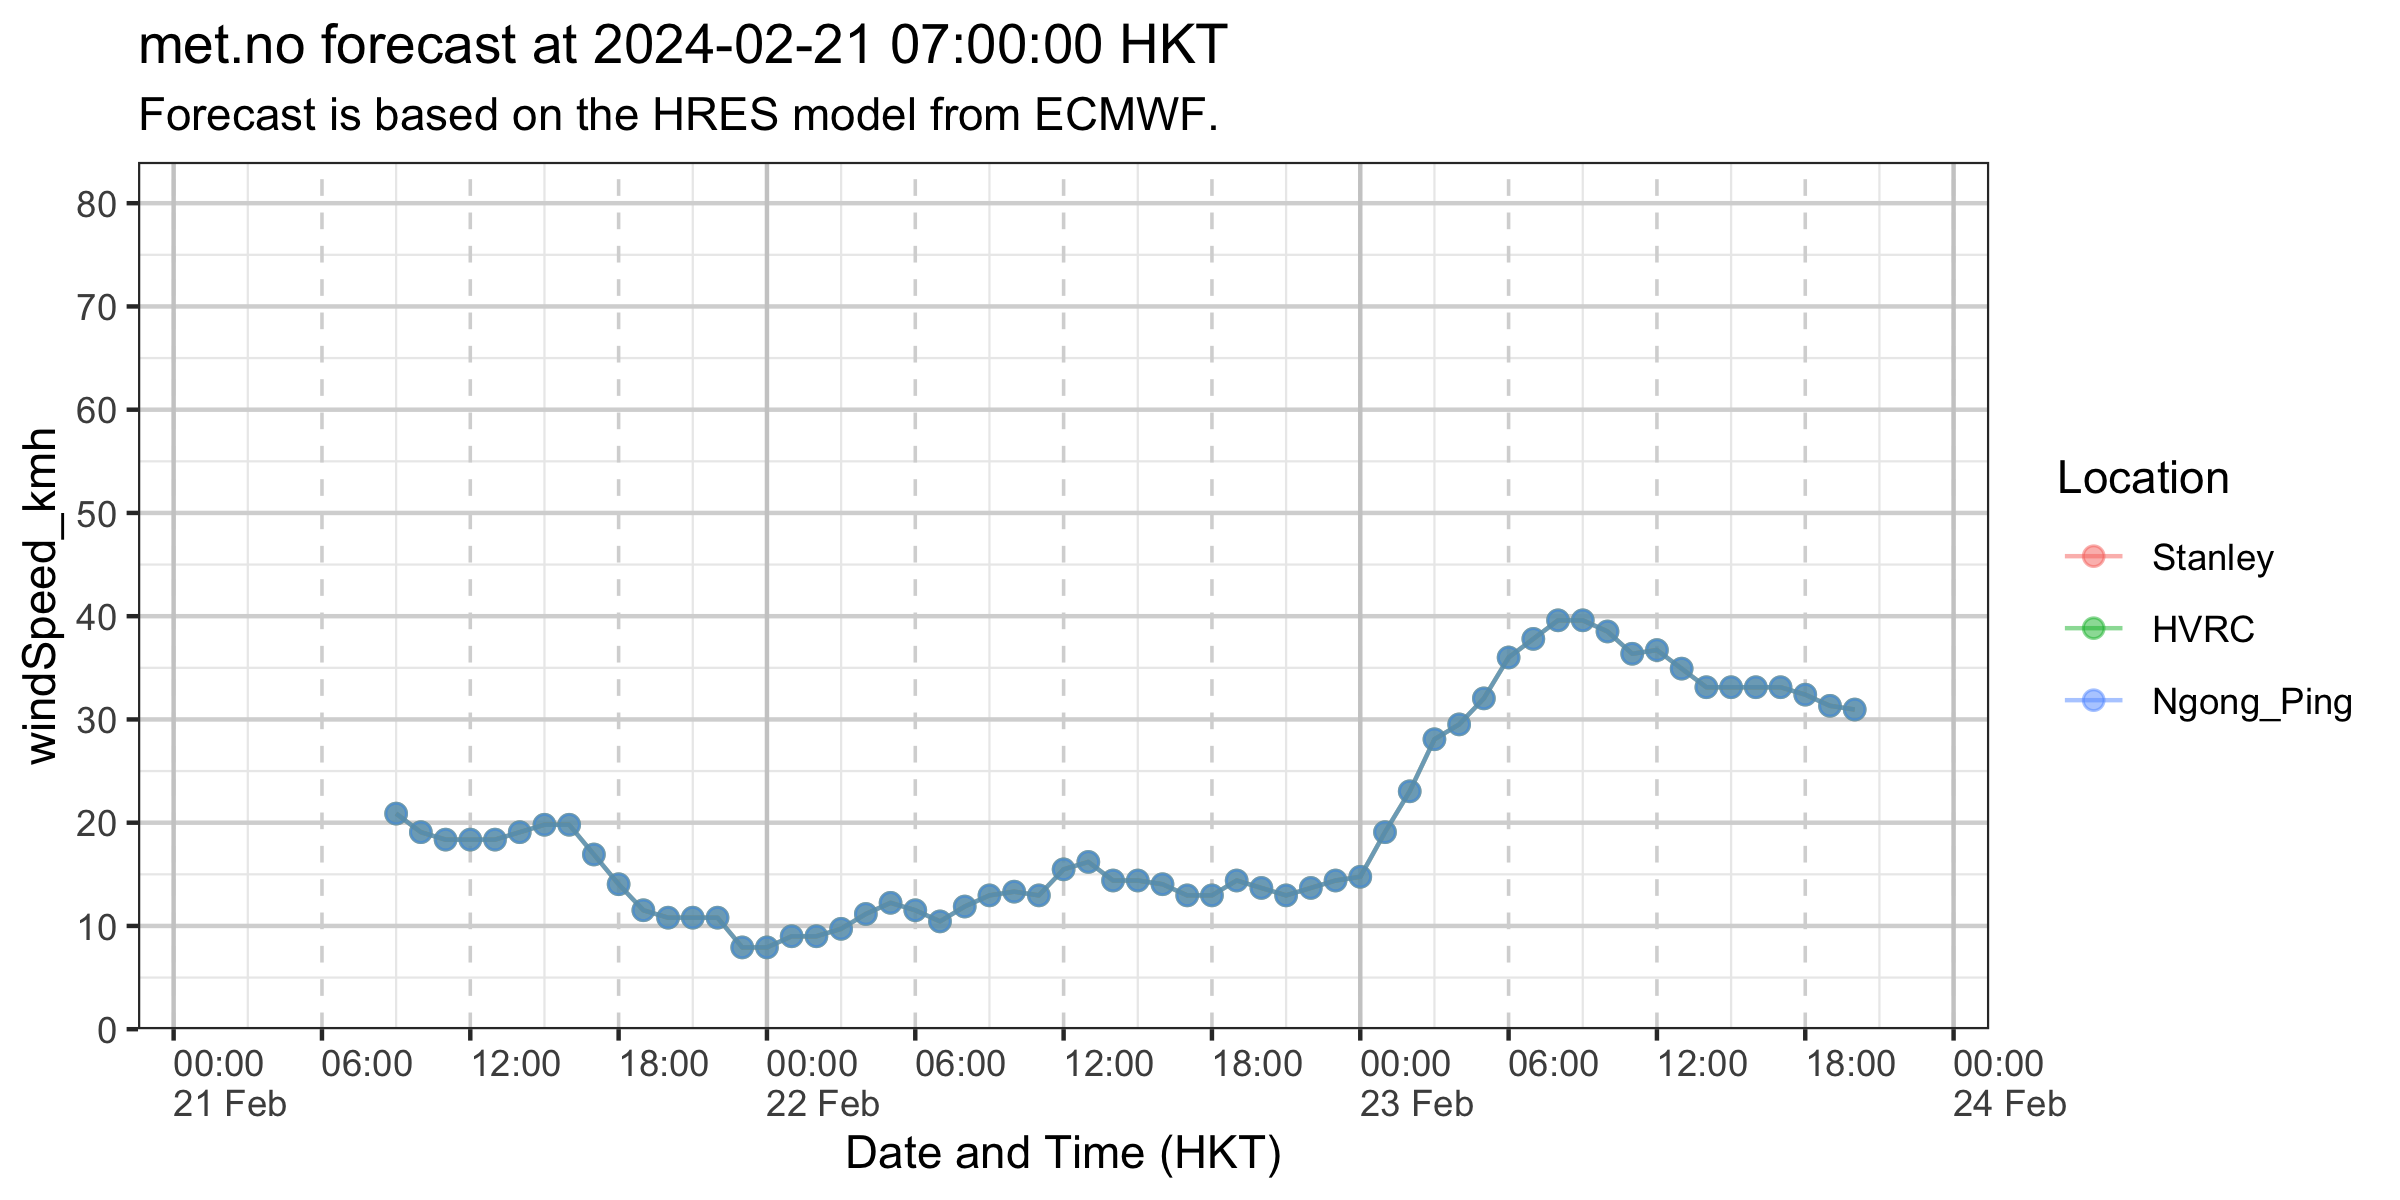 met.no forecast at 2024-02-21 07:00:00 HKT
Forecast is based on the HRES model from ECMWF.
windSpeed_kmh
80
70
60
50
40
30
20
10
0
00:00 06:00 12:00 18:00 00:00 06:00 12:00 18:00 00:00 06:00 12:00 18:00 00:00
21 Feb 22 Feb 23 Feb 24 Feb
Date and Time (HKT)
Location
Stanley
HVRC
Ngong_Ping